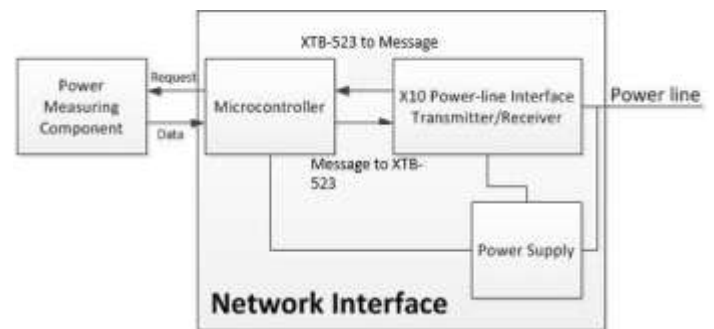 XTB-523 to Message
Power
Measuring
Component
Request
Data
Microcontroller
X10 Power-line Interface
Transmitter/Receiver
Power line
Message to XTB-
523
Power Supply
Network Interface